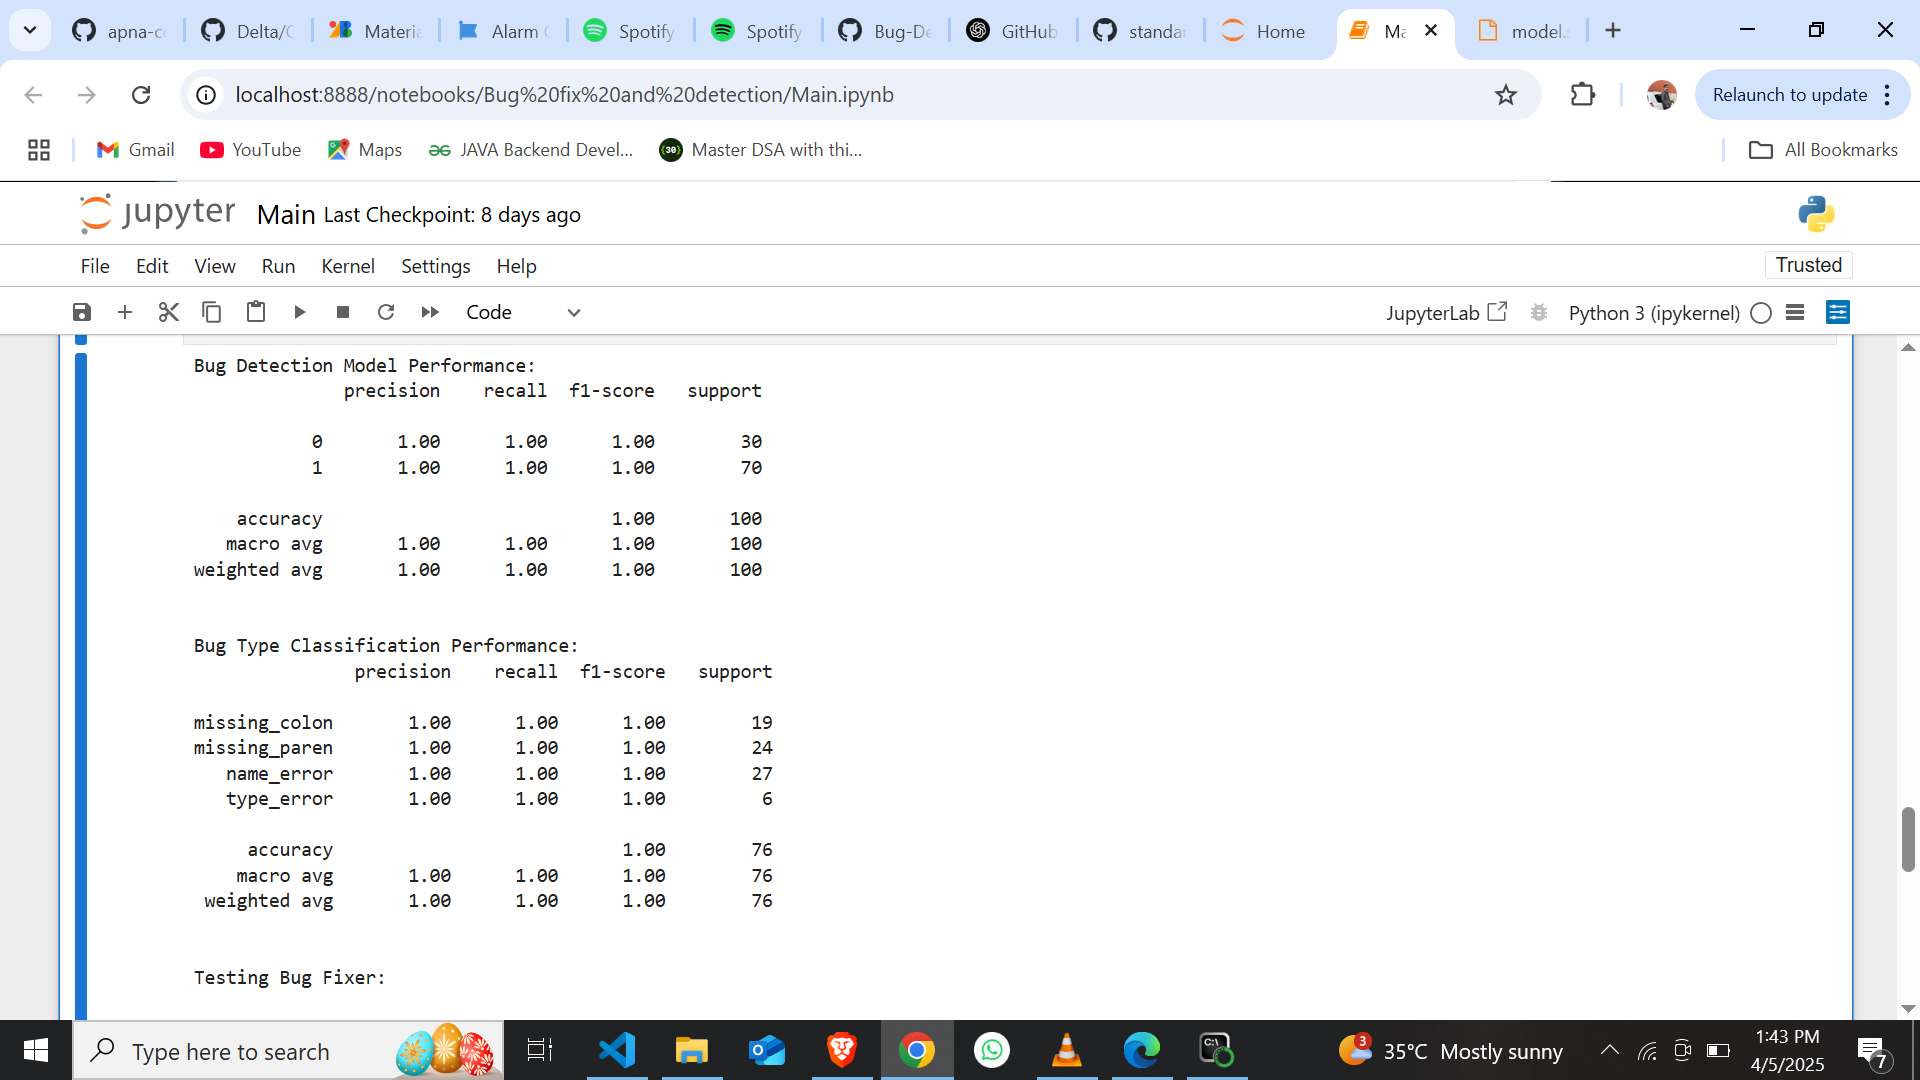 apna-c
Delta/C
Materia
Alarm
Spotify
Spotify
Bug-De
GitHub
standar
Home
Ma
model.
localhost:8888/notebooks/Bug%20fix%20and%20detection/Main.ipynb
Relaunch to update
Gmail
YouTube
Maps
JAVA Backend Devel...
Master DSA with thi...
All Bookmarks
jupyter Main Last Checkpoint: 8 days ago
File Edit View Run Kernel Settings Help
Trusted
Code
JupyterLab
Python 3 (ipykernel)
Bug Detection Model Performance:
precision recall f1-score support
0 1.00 1.00 1.00 30
1 1.00 1.00 1.00 70
accuracy 1.00 100
macro avg 1.00 1.00 1.00 100
weighted avg 1.00 1.00 1.00 100
Bug Type Classification Performance:
precision recall f1-score support
missing_colon 1.00 1.00 1.00 19
missing_paren 1.00 1.00 1.00 24
name_error 1.00 1.00 1.00 27
type_error 1.00 1.00 1.00 6
accuracy 1.00 76
macro avg 1.00 1.00 1.00 76
weighted avg 1.00 1.00 1.00 76
Testing Bug Fixer:
Type here to search
3
35°C Mostly sunny
1:43 PM
4/5/2025
7